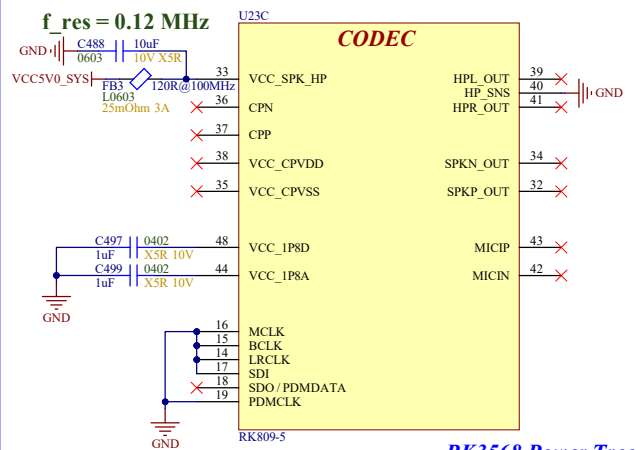 f_res = 0.12 MHz
U23C
CODEC
C488 10uF
GND
0603 10V X5R
VCC5V0_SYS
FB3 120R@100MHz
L0603
25mOhm 3A
33 VCC_SPK_HP HPL_OUT 39
HP_SNS 40 GND
36 CPN HPR_OUT 41
37 CPP
38 VCC_CPVDD SPKN_OUT 34
35 VCC_CPVSS SPKP_OUT 32
C497 0402 48 VCC_1P8D MICIP 43
1uF X5R 10V
C499 0402 44 VCC_1P8A MICIN 42
1uF X5R 10V
GND
16 MCLK
15 BCLK
14 LRCLK
17 SDI
18 SDO / PDMDATA
19 PDMCLK
GND
RK809-5
RK3568 Power Tree